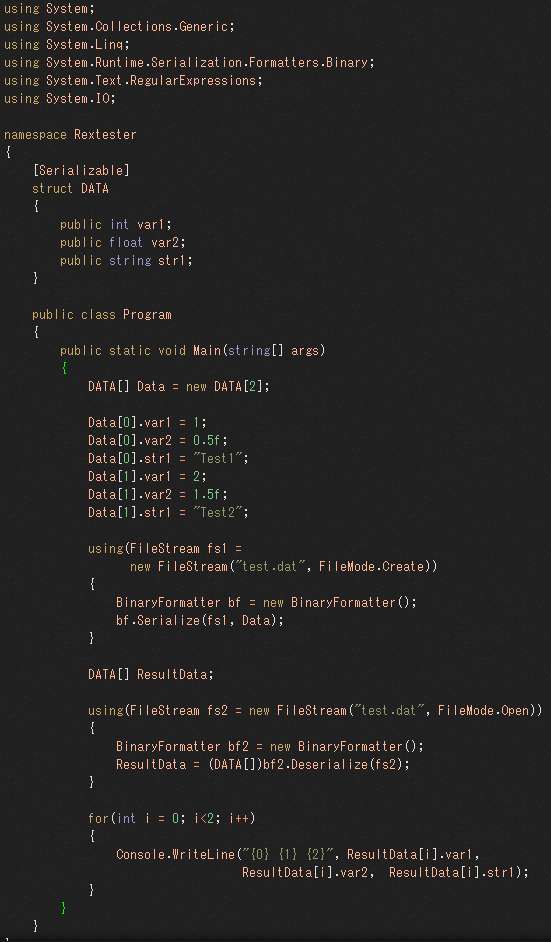 using System;
using System.Collections.Generic;
using System.Linq;
using System.Runtime.Serialization.Formatters.Binary;
using System.Text.RegularExpressions;
using System.IO;

namespace Rextester
{
    [Serializable]
    struct DATA
    {
        public int var1;
        public float var2;
        public string str1;
    }

    public class Program
    {
        public static void Main(string[] args)
        {
            DATA[] Data = new DATA[2];

            Data[0].var1 = 1;
            Data[0].var2 = 0.5f;
            Data[0].str1 = "Test1";
            Data[1].var1 = 2;
            Data[1].var2 = 1.5f;
            Data[1].str1 = "Test2";

            using(FileStream fs1 =
                  new FileStream("test.dat", FileMode.Create))
            {
                BinaryFormatter bf = new BinaryFormatter();
                bf.Serialize(fs1, Data);
            }

            DATA[] ResultData;

            using(FileStream fs2 = new FileStream("test.dat", FileMode.Open))
            {
                BinaryFormatter bf2 = new BinaryFormatter();
                ResultData = (DATA[])bf2.Deserialize(fs2);
            }

            for(int i = 0; i<2; i++)
            {
                Console.WriteLine("{0} {1} {2}", ResultData[i].var1,
                                  ResultData[i].var2,  ResultData[i].str1);
            }
        }
    }